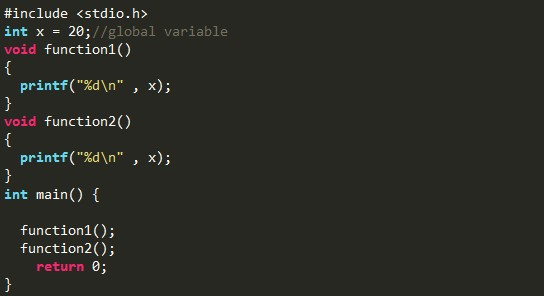 #include <stdio.h>
int x = 20;//global variable
void function1()
{
  printf("%d\n" , x);
}
void function2()
{
  printf("%d\n" , x);
}
int main() {

  function1();
  function2();
    return 0;
}